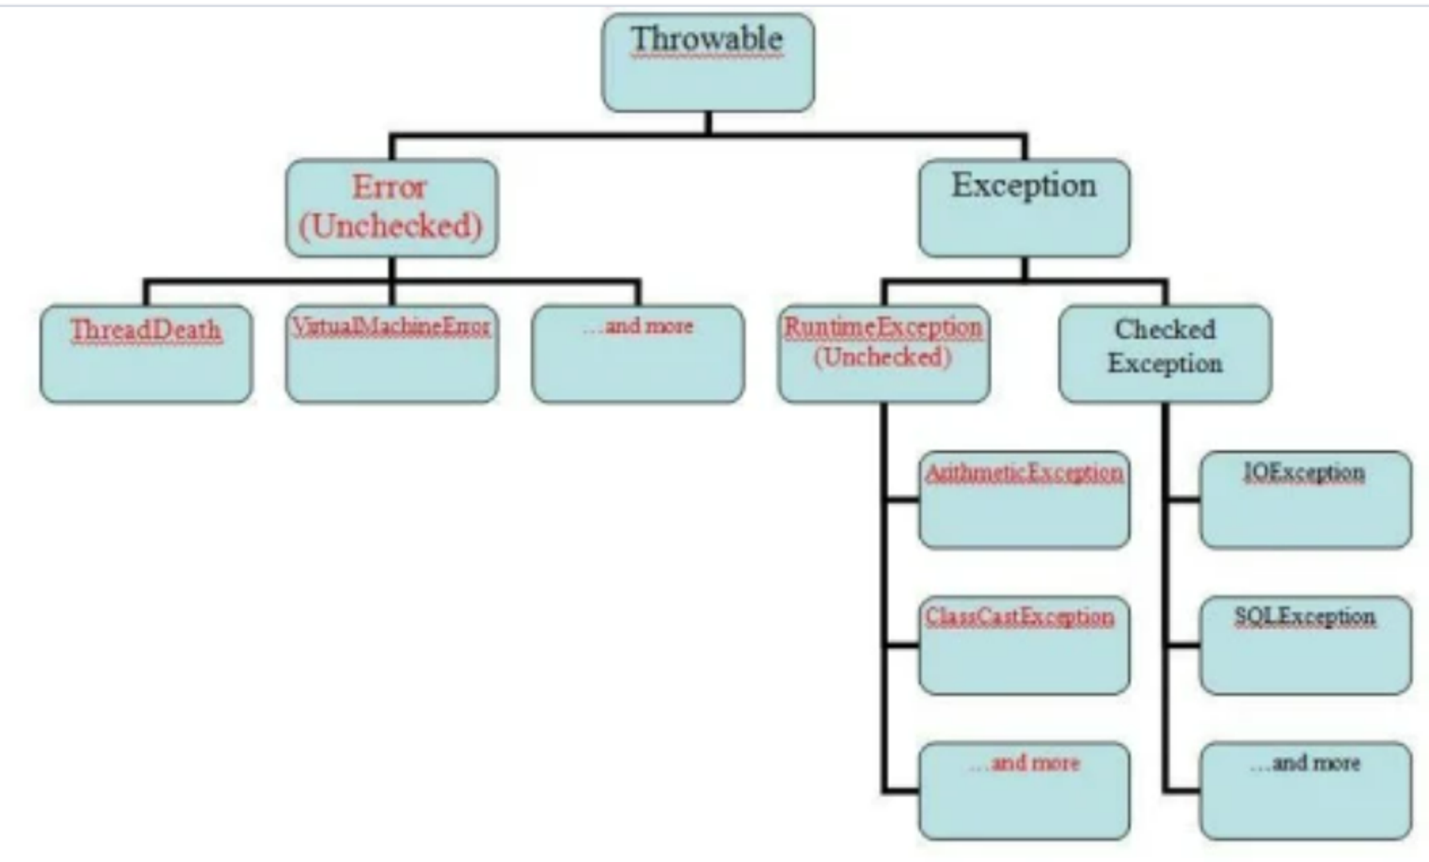 Throwable
Error
(Unchecked)
Exception
ThreadDeath
VirtualMachineError
...and more
RuntimeException
(Unchecked)
Checked
Exception
ArithmeticException
IOException
ClassCastException
SQLException
...and more
...and more